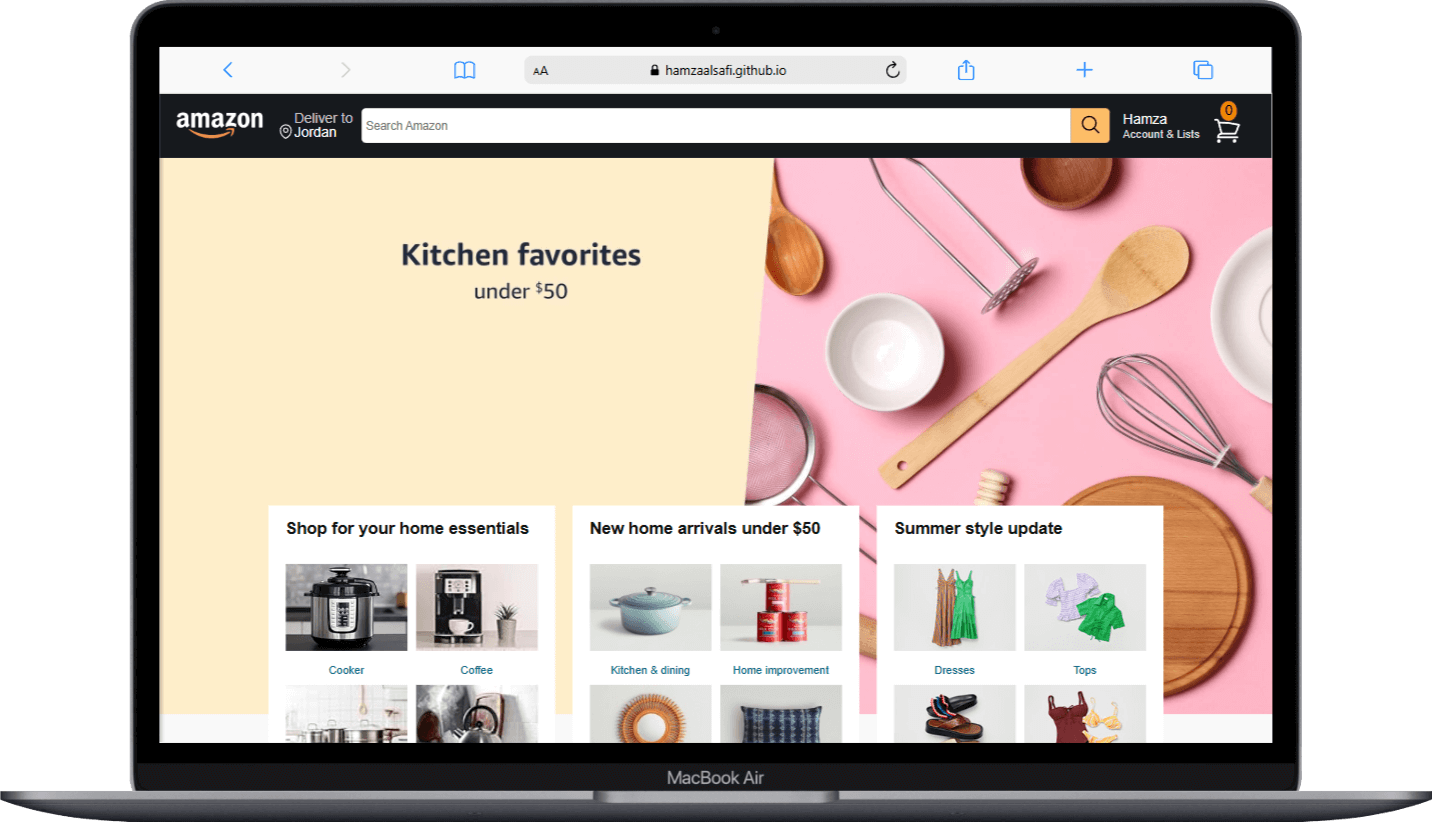 AA
hamzaalsafi.github.io
amazon
Deliver to
Jordan
Search Amazon
Hamza
Account & Lists
0
Kitchen favorites
under $50
Shop for your home essentials
New home arrivals under $50
Summer style update
Cooker
Coffee
Kitchen & dining
Home improvement
Dresses
Tops
MacBook Air